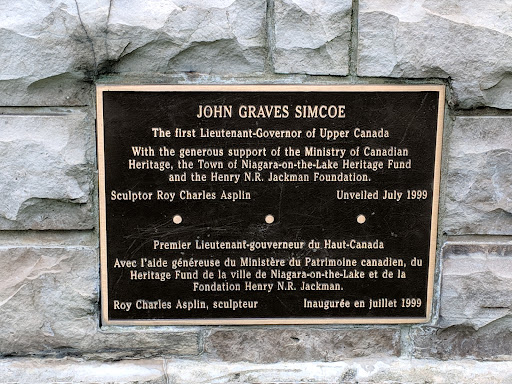 JOHN GRAVES SIMCOE
The first Lieutenant-Governor of Upper Canada
With the generous support of the Ministry of Canadian
Heritage, the Town of Niagara-on-the-Lake Heritage Fund
and the Henry N.R. Jackman Foundation.
Sculptor Roy Charles Asplin Unveiled July 1999
Premier Lieutenant-gouverneur du Haut-Canada
Avec l'aide généreuse du Ministère du Patrimoine canadien, du
Heritage Fund de la ville de Niagara-on-the-Lake et de la
Fondation Henry N.R. Jackman.
Roy Charles Asplin, sculpteur Inaugurée en juillet 1999